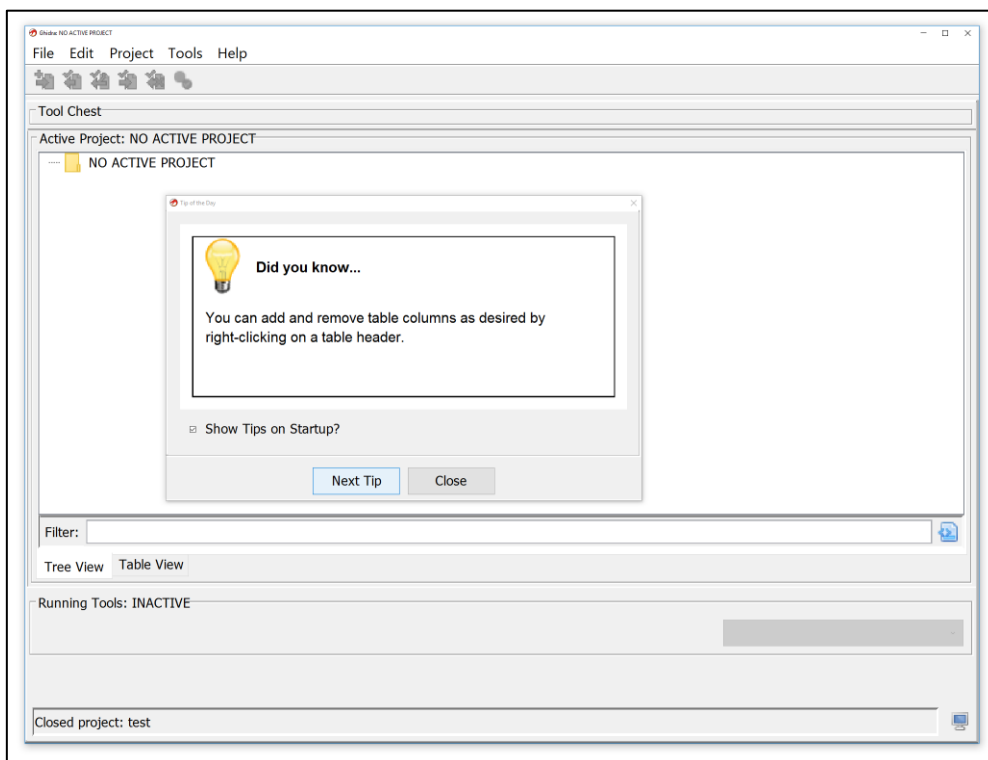 Ghidra: NO ACTIVE PROJECT
File Edit Project Tools Help
Tool Chest
Active Project: NO ACTIVE PROJECT
NO ACTIVE PROJECT
Tip of the Day
Did you know...
You can add and remove table columns as desired by
right-clicking on a table header.
Show Tips on Startup?
Next Tip Close
Filter:
Tree View Table View
Running Tools: INACTIVE
Closed project: test